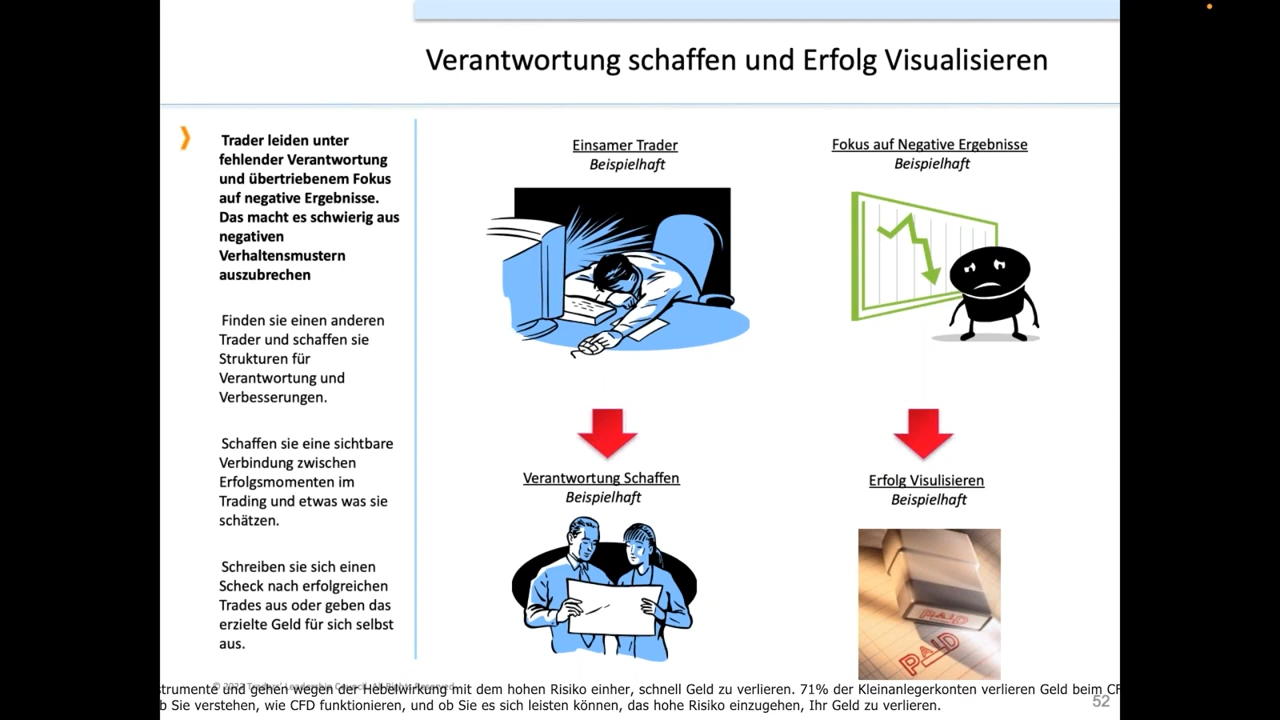 Verantwortung schaffen und Erfolg Visualisieren
Trader leiden unter
fehlender Verantwortung
und übertriebenem Fokus
auf negative Ergebnisse.
Das macht es schwierig aus
negativen
Verhaltensmustern
auszubrechen
Finden sie einen anderen
Trader und schaffen sie
Strukturen für
Verantwortung und
Verbesserungen.
Schaffen sie eine sichtbare
Verbindung zwischen
Erfolgsmomenten im
Trading und etwas was sie
schätzen.
Schreiben sie sich einen
Scheck nach erfolgreichen
Trades aus oder geben das
erzielte Geld für sich selbst
aus.
Einsamer Trader
Beispielhaft
Fokus auf Negative Ergebnisse
Beispielhaft
Verantwortung Schaffen
Beispielhaft
Erfolg Visulisieren
Beispielhaft
PAID
PAID
strumente und gehen wegen der Hebelwirkung mit dem hohen Risiko einher, schnell Geld zu verlieren. 71% der Kleinanlegerkonten verlieren Geld beim CF
b Sie verstehen, wie CFD funktionieren, und ob Sie es sich leisten können, das hohe Risiko einzugehen, Ihr Geld zu verlieren.
52